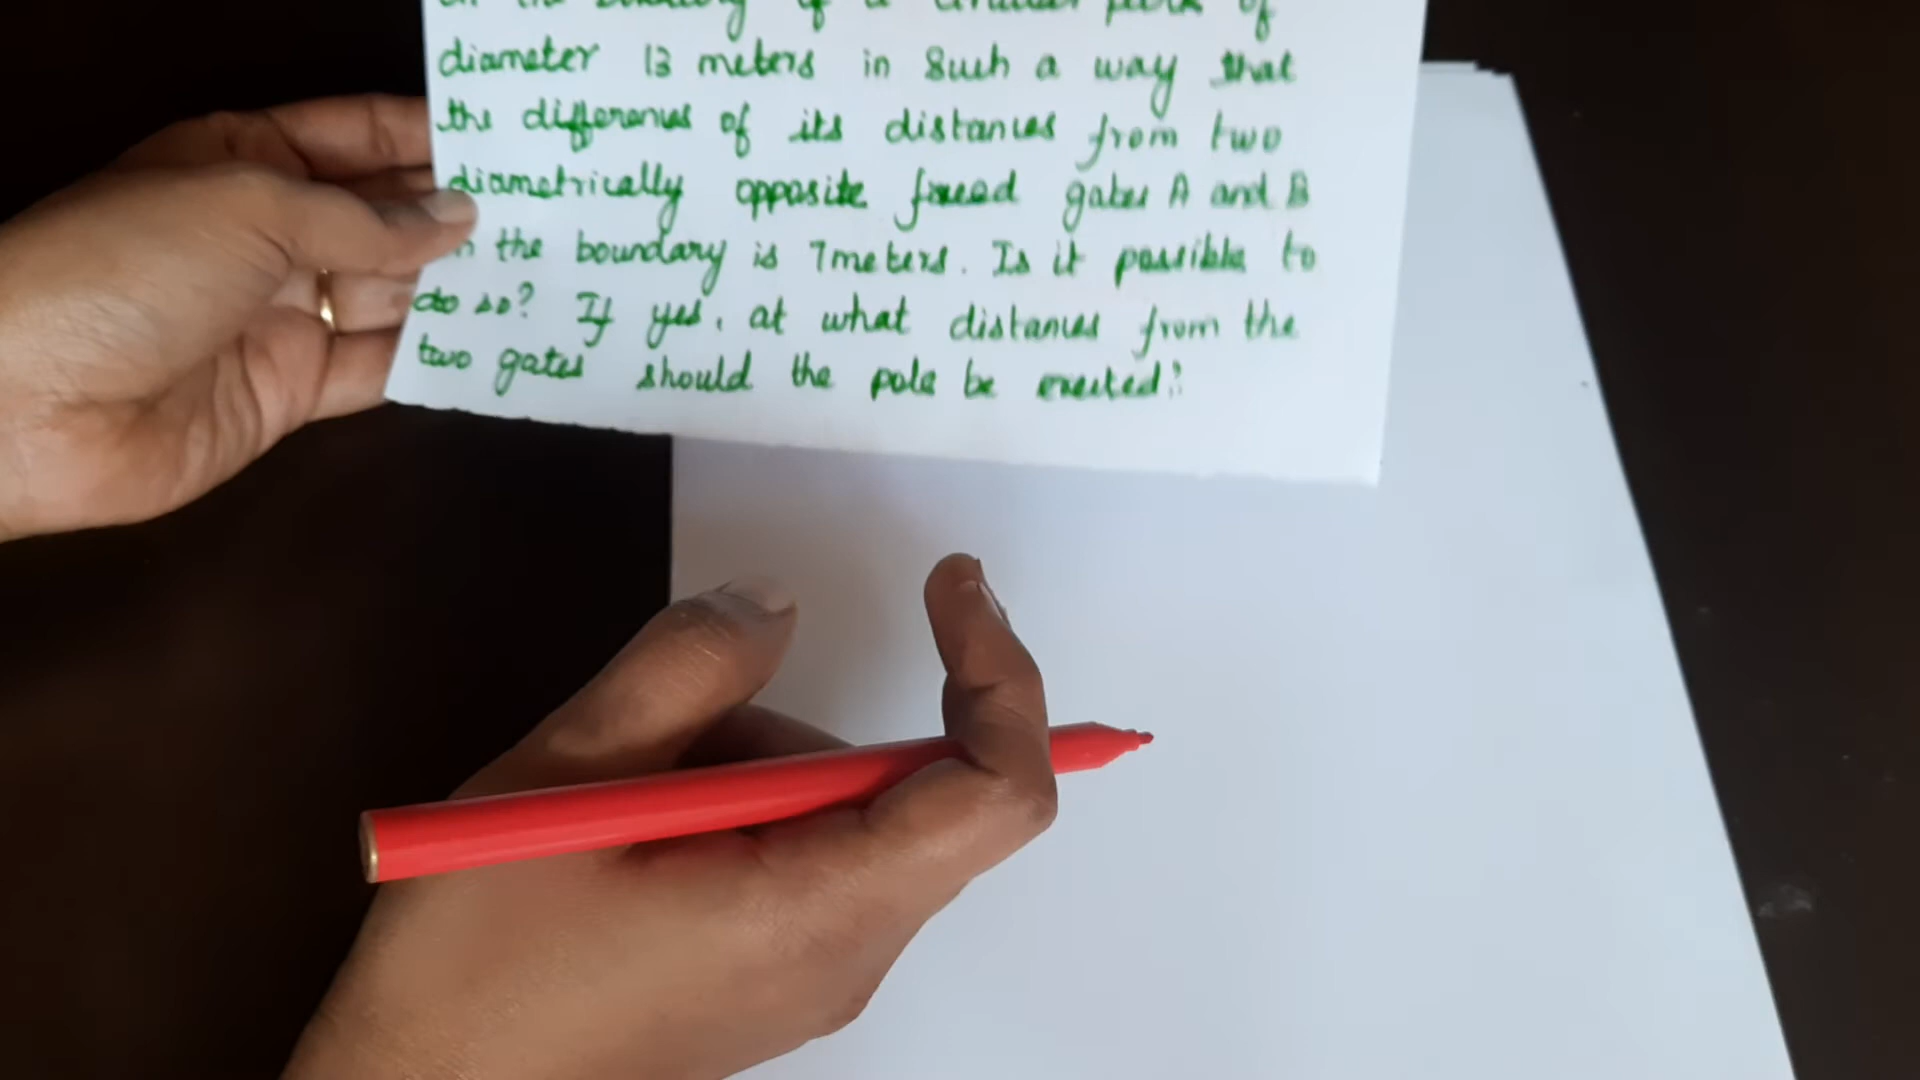 diameter 13 meters in Such a way that
the differences of its distances from two
diametrically opposite fixed gates A and B
the boundary is 7meters. Is it possible to
do so? If yes, at what distances from the
two gates should the pole be erected?